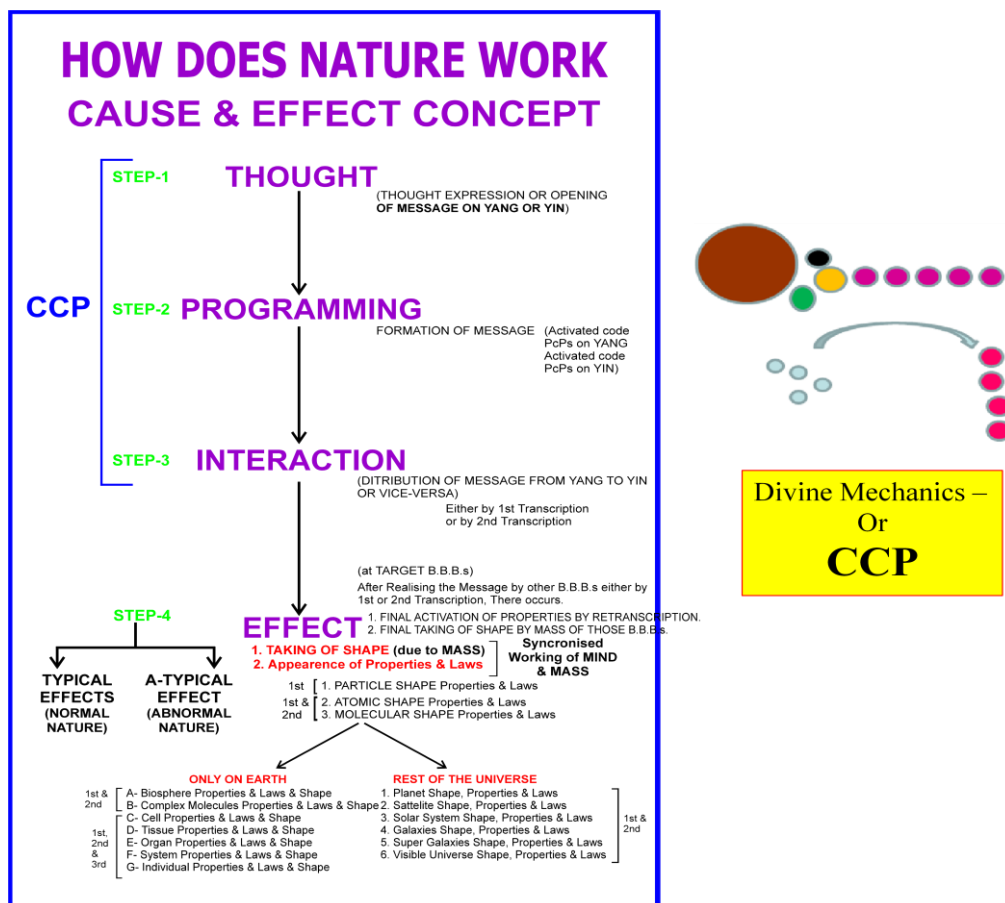 HOW DOES NATURE WORK
CAUSE & EFFECT CONCEPT
CCP
STEP-1
THOUGHT
(THOUGHT EXPRESSION OR OPENING
OF MESSAGE ON YANG OR YIN)
STEP-2
PROGRAMMING
FORMATION OF MESSAGE (Activated code
PcPs on YANG
Activated code
PcPs on YIN)
STEP-3
INTERACTION
(DITRIBUTION OF MESSAGE FROM YANG TO YIN
OR VICE-VERSA)
Either by 1st Transcription
or by 2nd Transcription
(at TARGET B.B.B.s)
After Realising the Message by other B.B.B.s either by
1st or 2nd Transcription, There occurs.
STEP-4
EFFECT
1. FINAL ACTIVATION OF PROPERTIES BY RETRANSCRIPTION.
2. FINAL TAKING OF SHAPE BY MASS OF THOSE B.B.B.s.
1. TAKING OF SHAPE (due to MASS)
2. Appearence of Properties & Laws
Syncronised
Working of MIND
& MASS
TYPICAL
EFFECTS
(NORMAL
NATURE)
A-TYPICAL
EFFECT
(ABNORMAL
NATURE)
1st
1. PARTICLE SHAPE Properties & Laws
1st &
2nd
2. ATOMIC SHAPE Properties & Laws
3. MOLECULAR SHAPE Properties & Laws
ONLY ON EARTH
1st &
2nd
A- Biosphere Properties & Laws & Shape
B- Complex Molecules Properties & Laws & Shape
1st,
2nd
&
3rd
C- Cell Properties & Laws & Shape
D- Tissue Properties & Laws & Shape
E- Organ Properties & Laws & Shape
F- System Properties & Laws & Shape
G- Individual Properties & Laws & Shape
REST OF THE UNIVERSE
1. Planet Shape, Properties & Laws
2. Sattelite Shape, Properties & Laws
3. Solar System Shape, Properties & Laws
4. Galaxies Shape, Properties & Laws
5. Super Galaxies Shape, Properties & Laws
6. Visible Universe Shape, Properties & Laws
1st &
2nd
Divine Mechanics –
Or
CCP